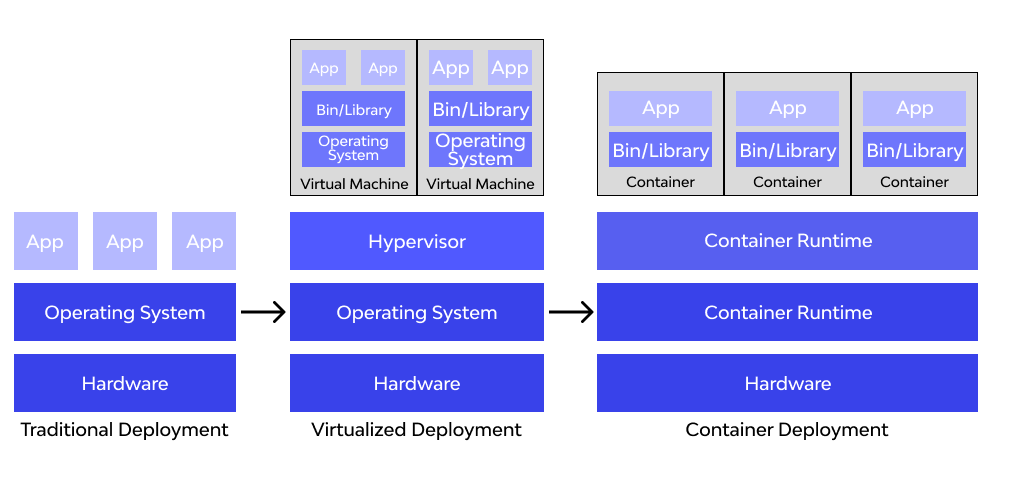 App
App
App
Operating System
Hardware
Traditional Deployment
App
App
Bin/Library
Operating
System
Virtual Machine
App
App
Bin/Library
Operating
System
Virtual Machine
Hypervisor
Operating System
Hardware
Virtualized Deployment
App
Bin/Library
Container
App
Bin/Library
Container
App
Bin/Library
Container
Container Runtime
Container Runtime
Hardware
Container Deployment